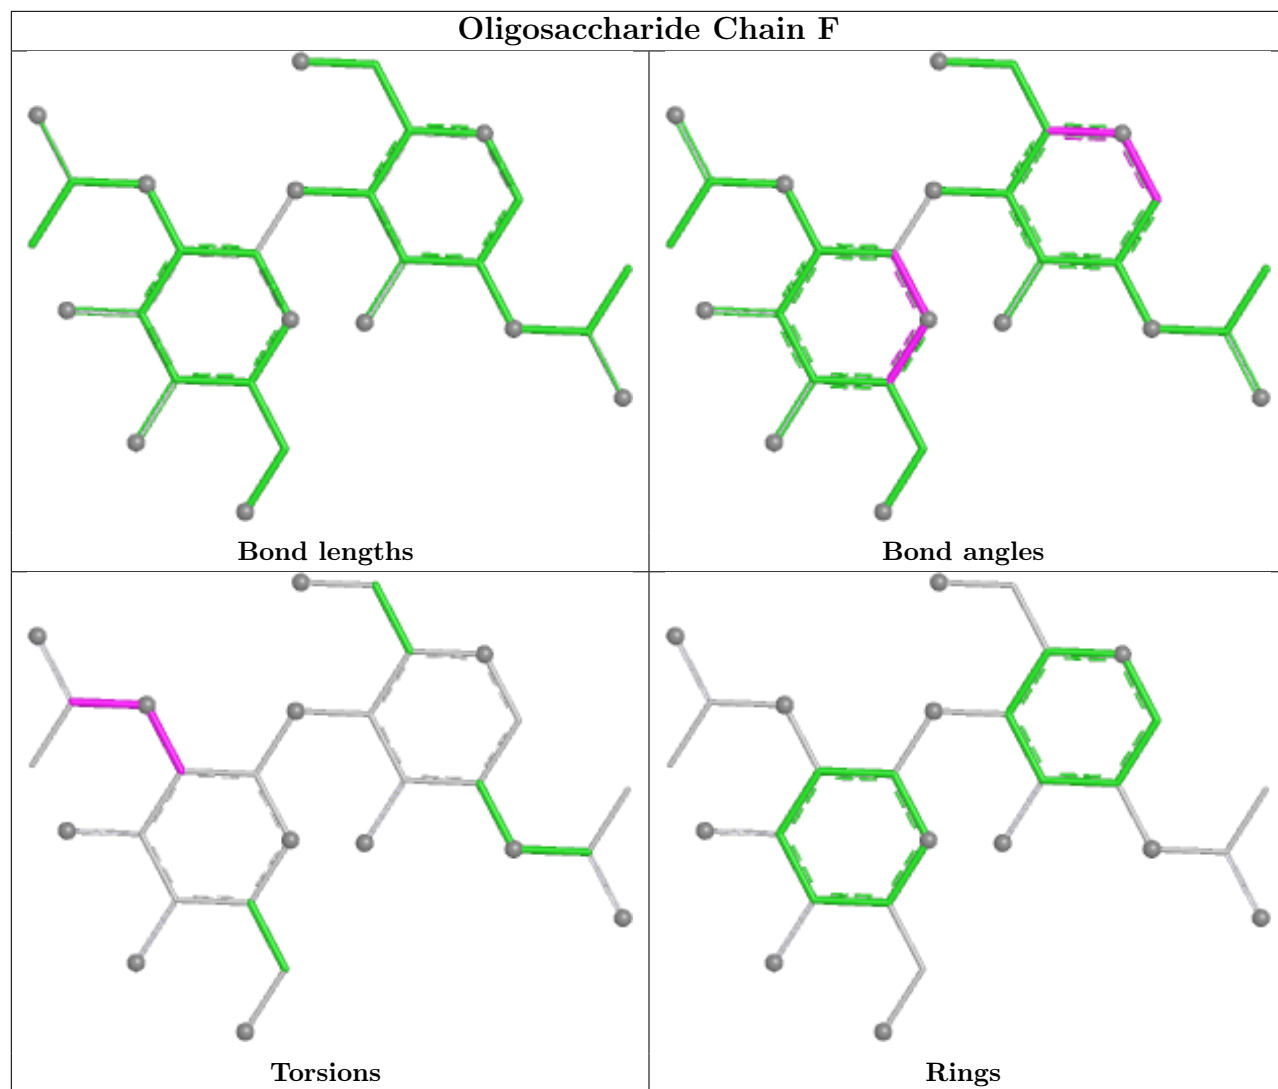 Oligosaccharide Chain F
Bond lengths
Bond angles
Torsions
Rings